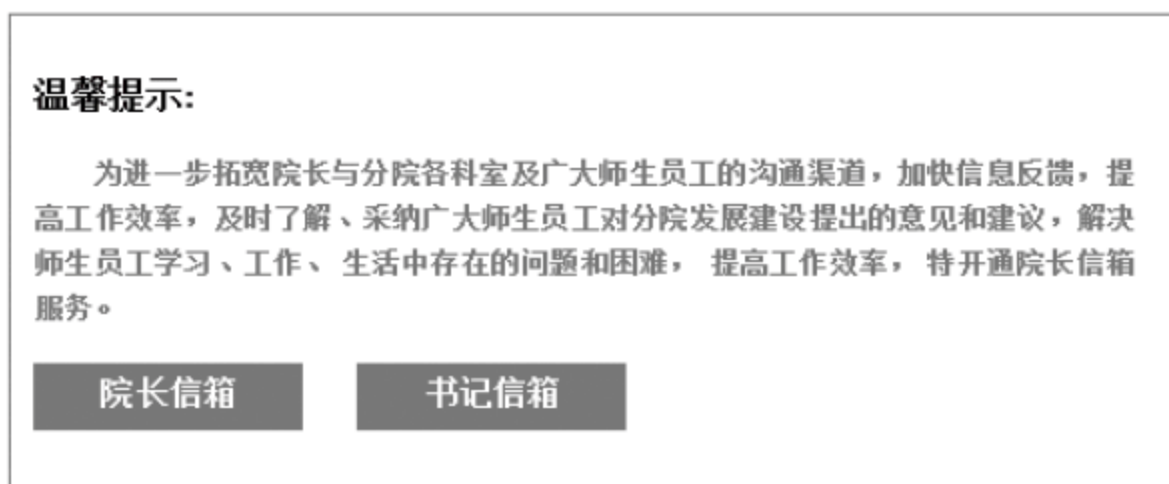 温馨提示:
为进一步拓宽院长与分院各科室及广大师生员工的沟通渠道，加快信息反馈，提
高工作效率，及时了解、采纳广大师生员工对分院发展建设提出的意见和建议，解决
师生员工学习、工作、 生活中存在的问题和困难， 提高工作效率， 特开通院长信箱
服务。
院长信箱 书记信箱